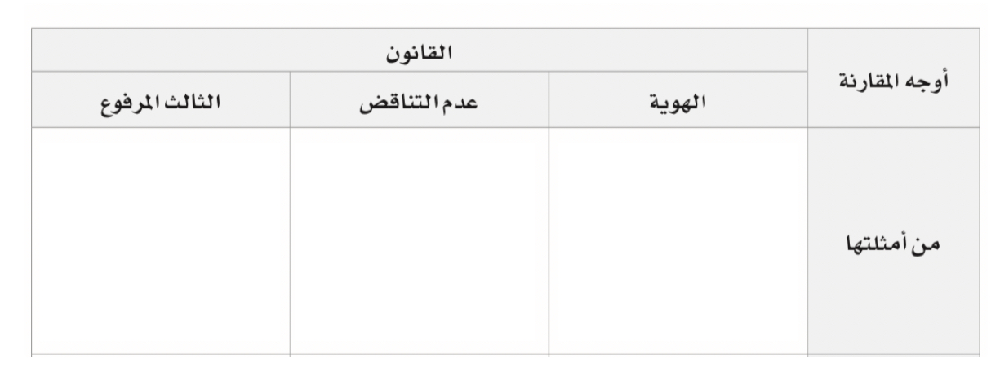 أوجه المقارنة
القانون
الهوية
عدم التناقض
الثالث المرفوع
من أمثلتها